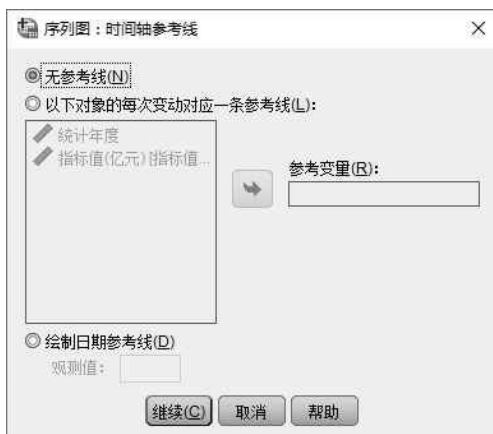 序列图：时间轴参考线
无参考线(N)
以下对象的每次变动对应一条参考线(L)：
统计年度
指标值(亿元) [指标值...
参考变量(R)：
绘制日期参考线(D)
观测值：
继续(C) 取消 帮助